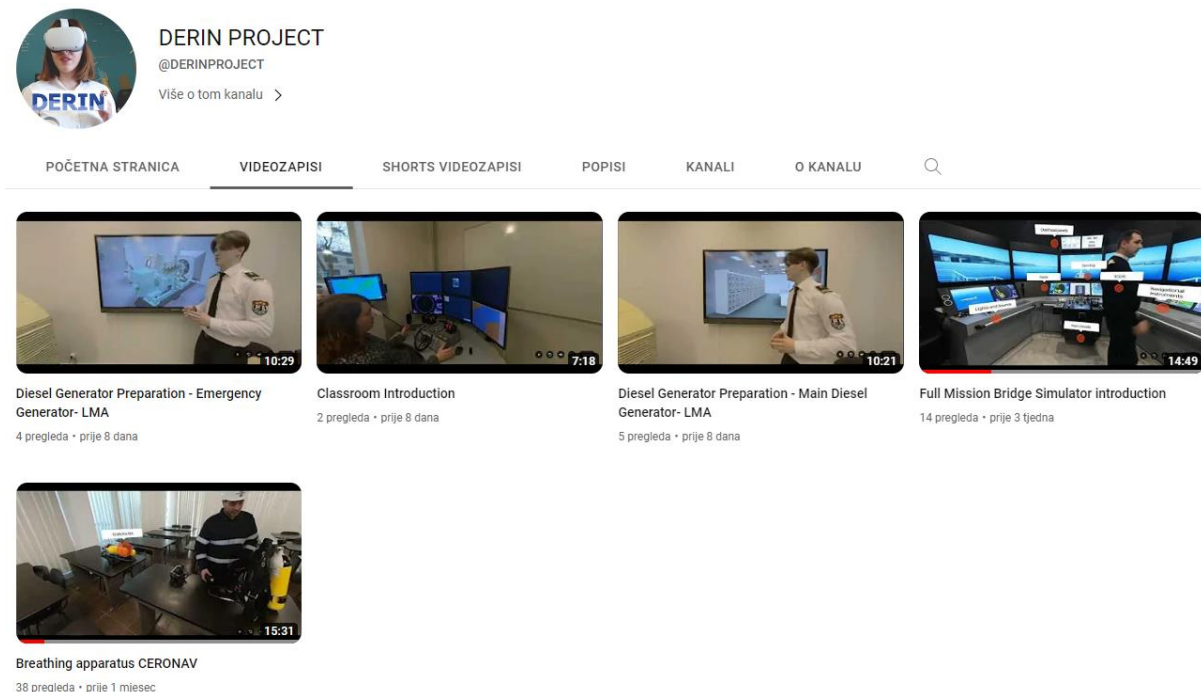 DERIN
DERIN PROJECT
@DERINPROJECT
Više o tom kanalu
POČETNA STRANICA VIDEOZAPISI SHORTS VIDEOZAPISI POPISI KANALI O KANALU
10:29
7:18
10:21
Navigational
Instruments
14:49
Diesel Generator Preparation - Emergency
Generator- LMA
4 pregleda • prije 8 dana
Classroom Introduction
2 pregleda • prije 8 dana
Diesel Generator Preparation - Main Diesel
Generator- LMA
5 pregleda • prije 8 dana
Full Mission Bridge Simulator introduction
14 pregleda • prije 3 tjedna
15:31
Breathing apparatus CERONAV
38 pregleda • prije 1 mjesec